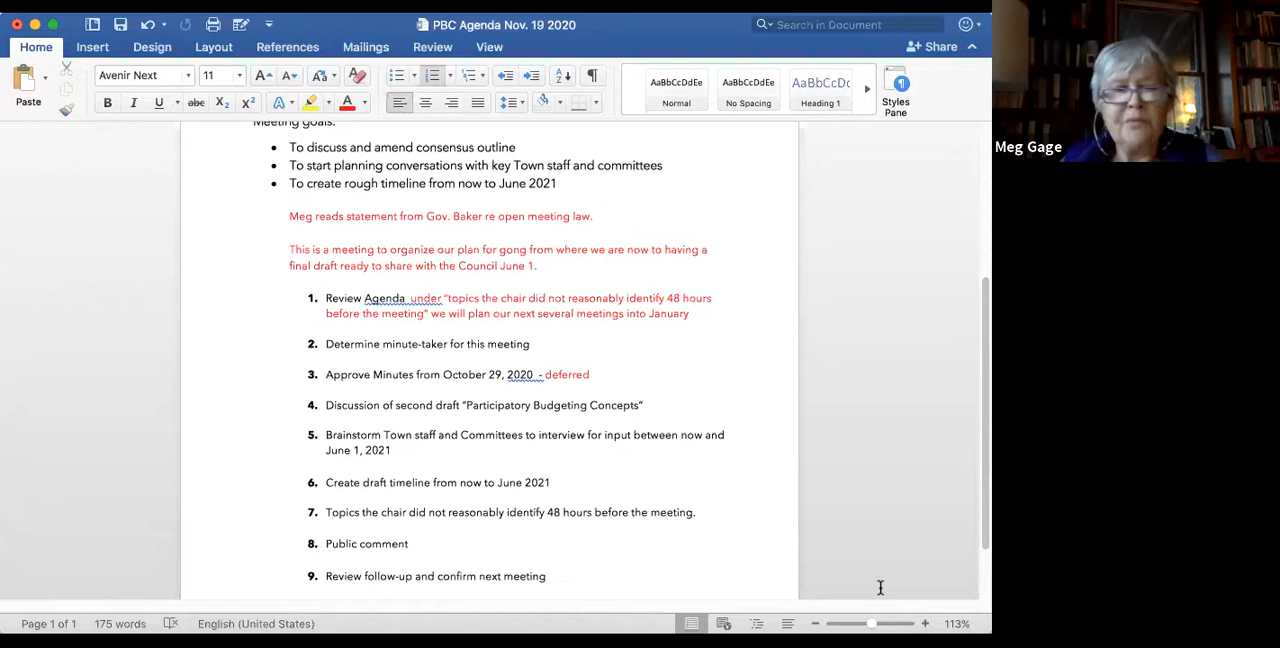 PBC Agenda Nov. 19 2020
Search in Document
Home Insert Design Layout References Mailings Review View
Share
Paste
Avenir Next
11
AaBbCcDdEe
Normal
AaBbCcDdEe
No Spacing
AaBbCcDc
Heading 1
Styles
Pane
Meeting goals:
• To discuss and amend consensus outline
• To start planning conversations with key Town staff and committees
• To create rough timeline from now to June 2021
Meg reads statement from Gov. Baker re open meeting law.
This is a meeting to organize our plan for gong from where we are now to having a
final draft ready to share with the Council June 1.
1. Review Agenda under “topics the chair did not reasonably identify 48 hours
before the meeting” we will plan our next several meetings into January
2. Determine minute-taker for this meeting
3. Approve Minutes from October 29, 2020 - deferred
4. Discussion of second draft “Participatory Budgeting Concepts”
5. Brainstorm Town staff and Committees to interview for input between now and
June 1, 2021
6. Create draft timeline from now to June 2021
7. Topics the chair did not reasonably identify 48 hours before the meeting.
8. Public comment
9. Review follow-up and confirm next meeting
Page 1 of 1 175 words English (United States) 113%
Meg Gage